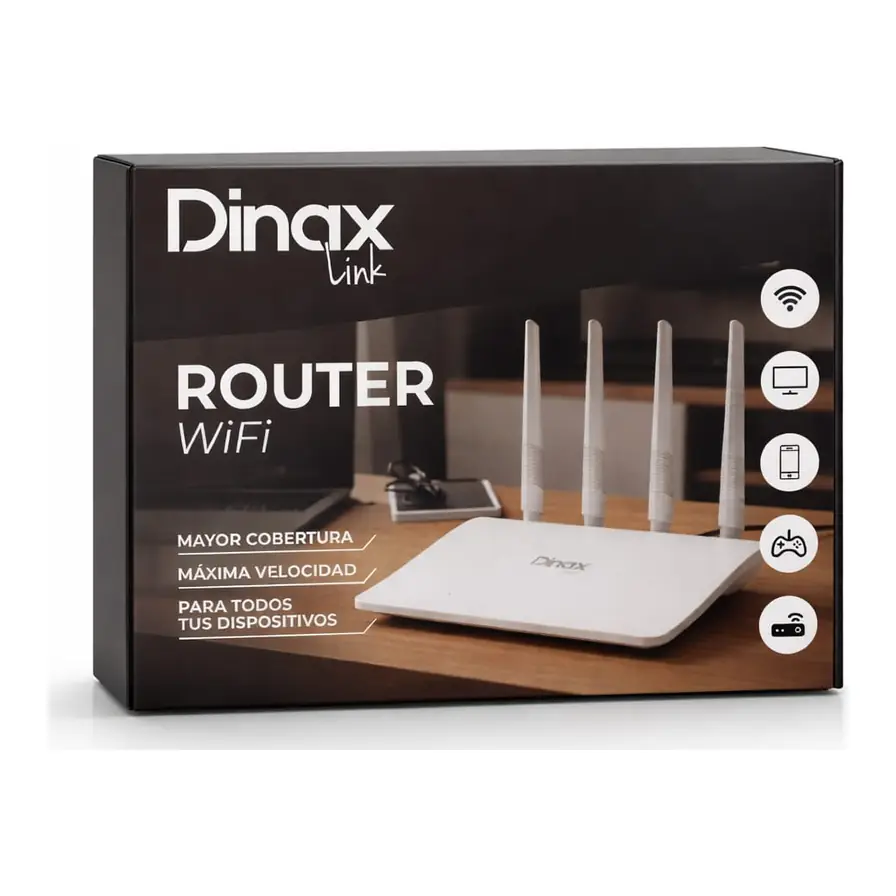 Dinax
Link
ROUTER
WiFi
MAYOR COBERTURA
MÁXIMA VELOCIDAD
PARA TODOS
TUS DISPOSITIVOS
Dinax